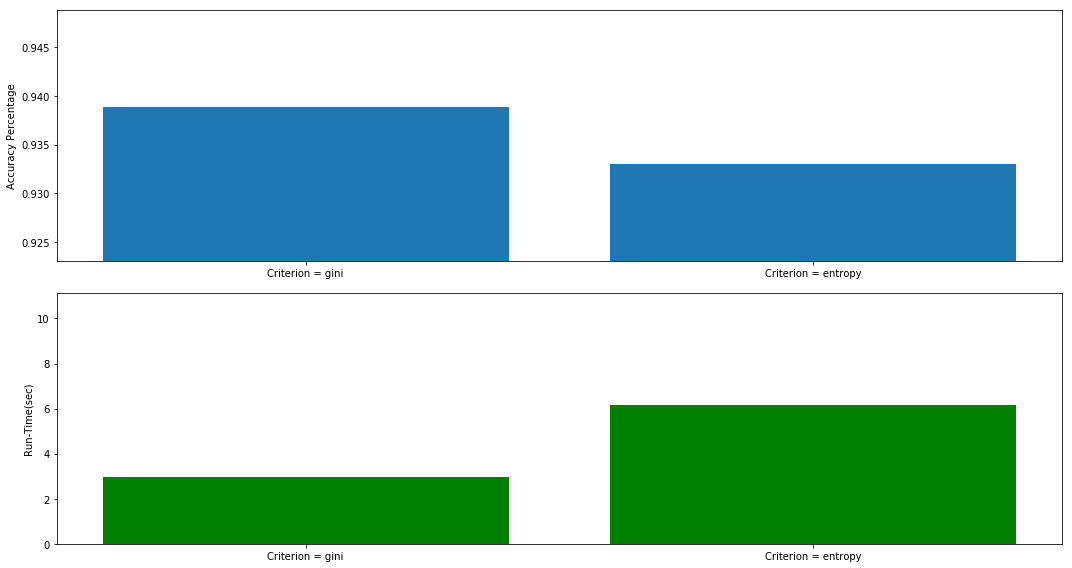 0.945
0.940
0.935
0.930
0.925
Accuracy Percentage
Criterion = gini
Criterion = entropy
10
8
6
4
2
0
Run-Time(sec)
Criterion = gini
Criterion = entropy